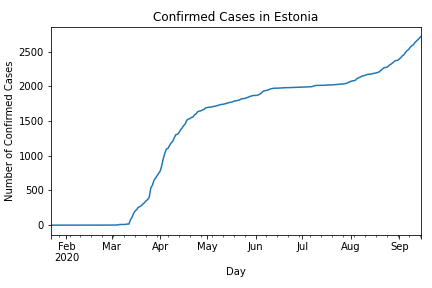 Confirmed Cases in Estonia
Number of Confirmed Cases
2500
2000
1500
1000
500
0
Feb Mar Apr May Jun Jul Aug Sep
2020
Day